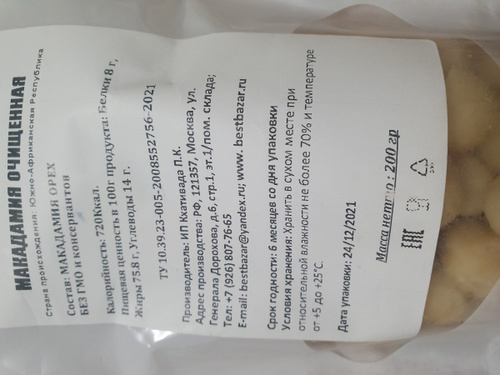 МАКАДАМИЯ ОЧИЩЕННАЯ
Страна происхождения: Южно-Африканская Республика
Состав: МАКАДАМИЯ ОРЕХ
БЕЗ ГМО и КОНСЕРВАНТОВ
Калорийность: 720Ккал.
Пищевая ценность в 100г продукта: Белки 8 г,
Жиры 75.8 г, Углеводы 14 г.
ТУ 10.39.23-005-2008552756-2021
Производитель: ИП Кхативада П.К.
Адрес производства: РФ, 121357, Москва, ул.
Генерала Дорохова, д.6, стр.1, эт.1/пом. склада;
Тел: +7 (926) 807-76-65
E-mail: bestbazar@yandex.ru; www. bestbazar.ru
Срок годности: 6 месяцев со дня упаковки
Условия хранения: Хранить в сухом месте при
относительной влажности не более 70% и температуре
от +5 до +25°C.
Дата упаковки: 24/12/2021
Масса нетто: 200 гр
EAC